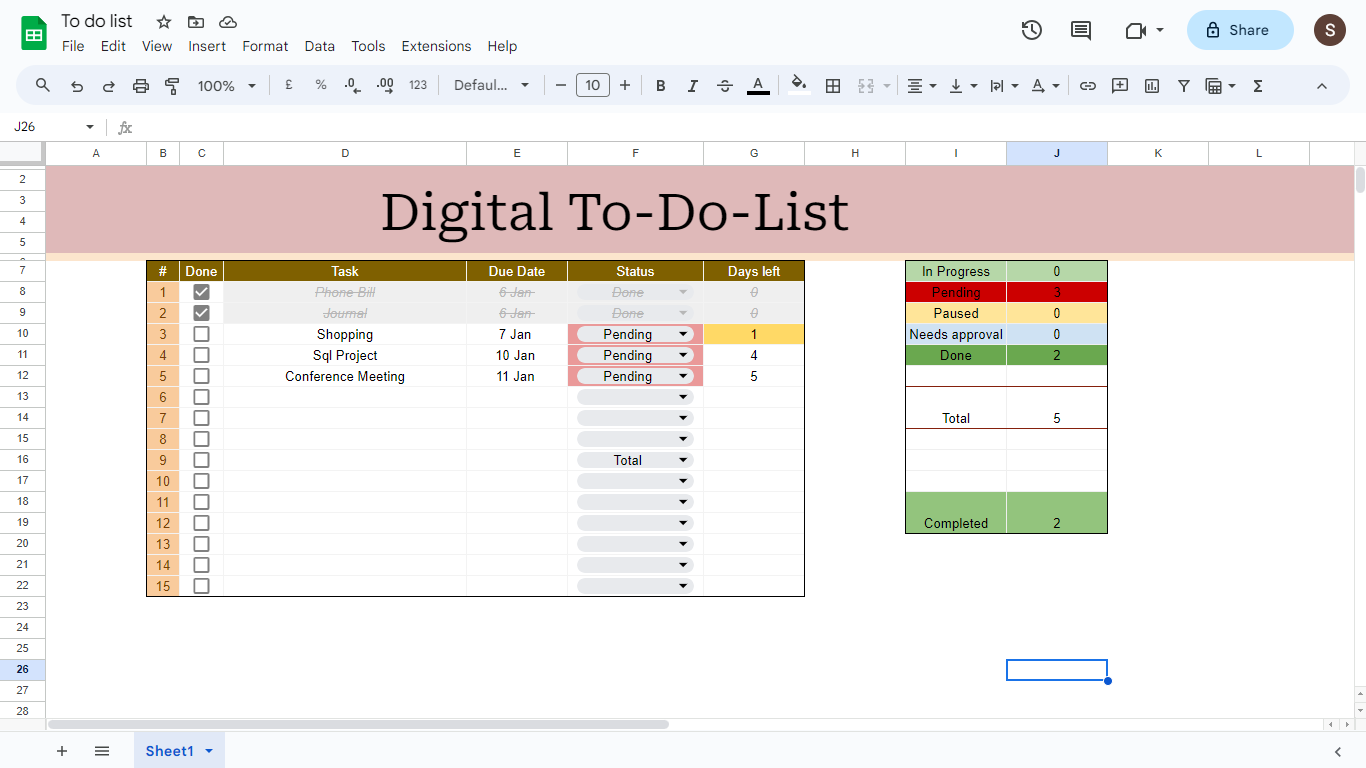 To do list
File Edit View Insert Format Data Tools Extensions Help
Share
S
100% £ % .0 .00 123 Defaul... 10 B I A A Σ
J26 fx
A B C D E F G H I J K L
2
3
4
5
Digital To-Do-List
7 # Done Task Due Date Status Days left In Progress 0
8 1 Phone Bill 6 Jan Done 0 Pending 3
9 2 Journal 6 Jan Done 0 Paused 0
10 3 Shopping 7 Jan Pending 1 Needs approval 0
11 4 Sql Project 10 Jan Pending 4 Done 2
12 5 Conference Meeting 11 Jan Pending 5
13 6
14 7 Total 5
15 8
16 9 Total
17 10
18 11
19 12 Completed 2
20 13
21 14
22 15
23
24
25
26
27
28
Sheet1